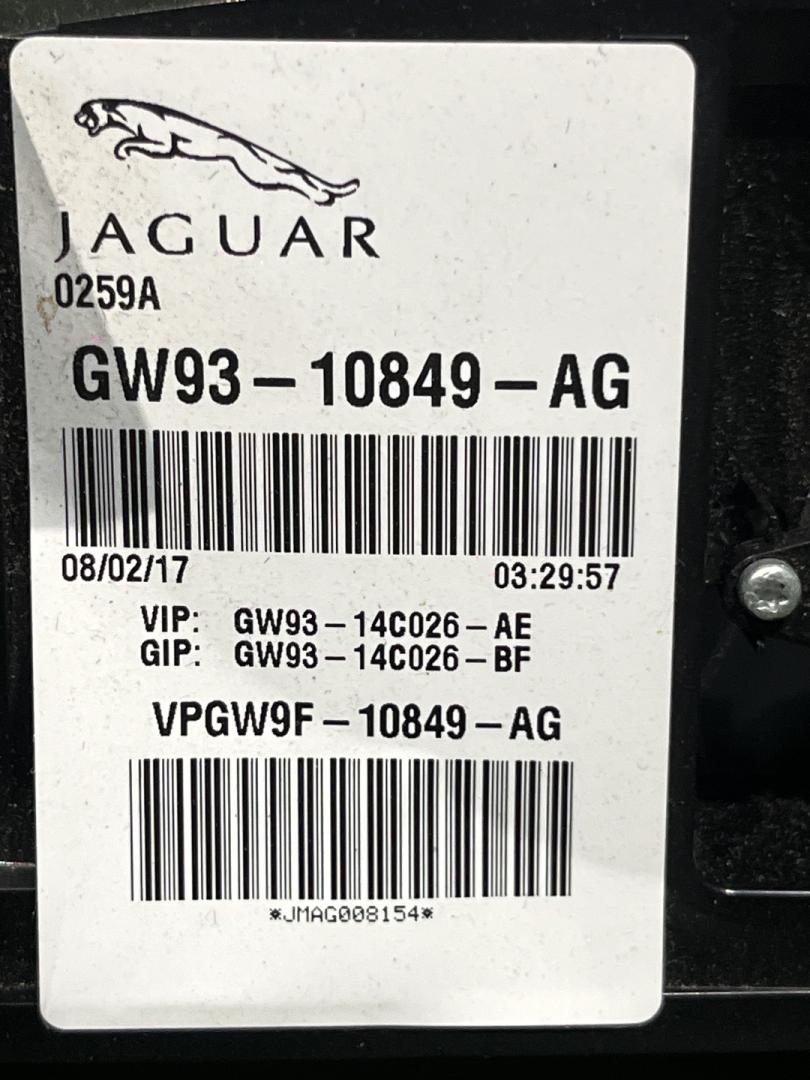 JAGUAR
0259A
GW93-10849-AG
08/02/17 03:29:57
VIP: GW93-14C026-AE
GIP: GW93-14C026-BF
VPGW9F-10849-AG
*JMAG008154*